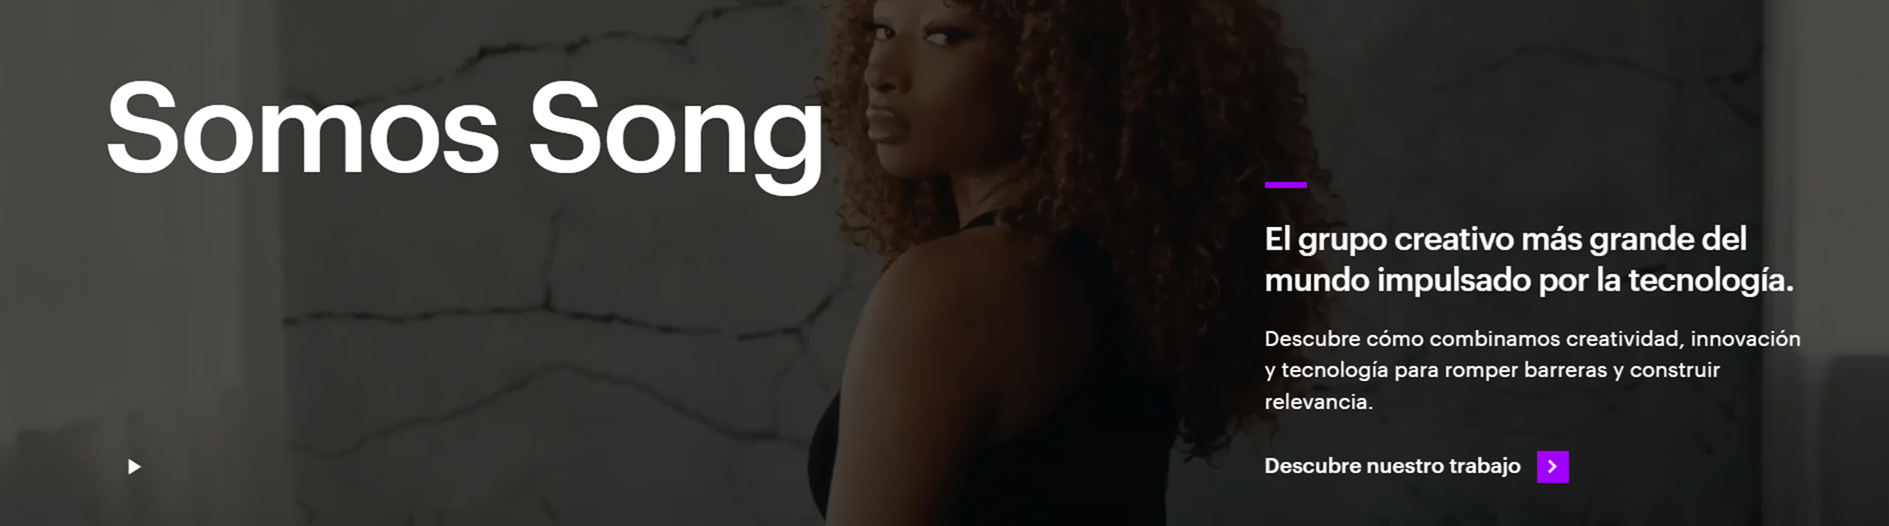 Somos Song
El grupo creativo más grande del
mundo impulsado por la tecnología.
Descubre cómo combinamos creatividad, innovación
y tecnología para romper barreras y construir
relevancia.
Descubre nuestro trabajo